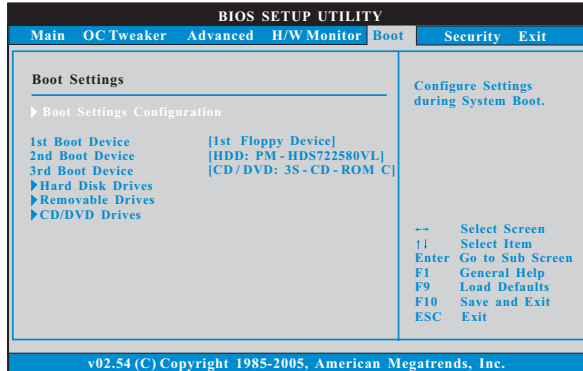 BIOS SETUP UTILITY
Main OC Tweaker Advanced H/W Monitor Boot Security Exit
Boot Settings
Boot Settings Configuration
1st Boot Device [1st Floppy Device]
2nd Boot Device [HDD: PM - HDS722580VL]
3rd Boot Device [CD / DVD: 3S - CD - ROM C]
Hard Disk Drives
Removable Drives
CD/DVD Drives
Configure Settings
during System Boot.
←→ Select Screen
↑↓ Select Item
Enter Go to Sub Screen
F1 General Help
F9 Load Defaults
F10 Save and Exit
ESC Exit
v02.54 (C) Copyright 1985-2005, American Megatrends, Inc.